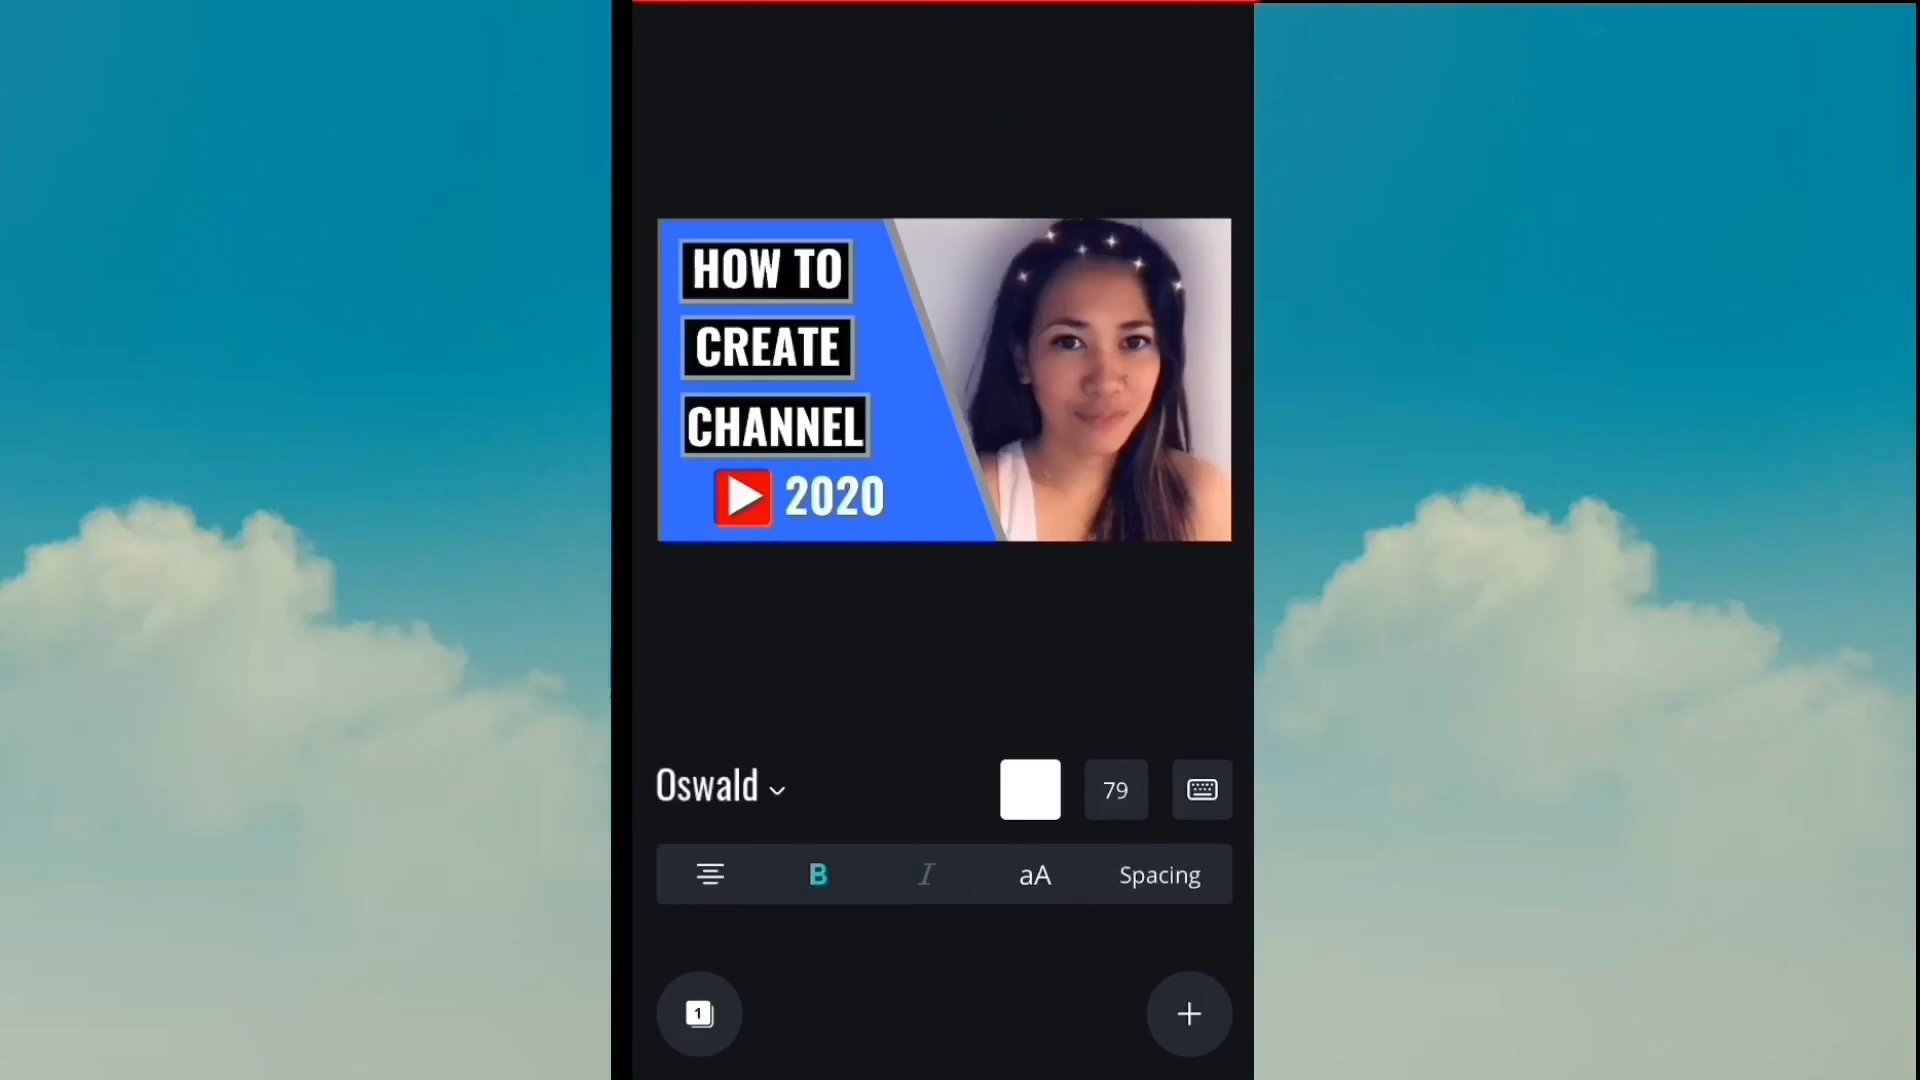 HOW TO
CREATE
CHANNEL
2020
Oswald
79
B I aA Spacing
1